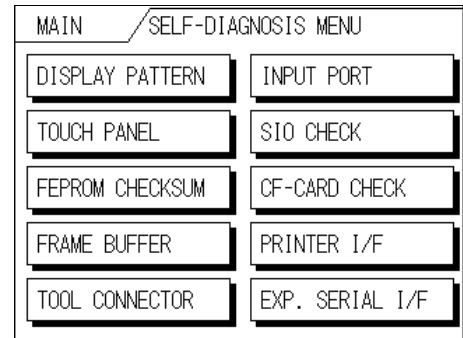 MAIN SELF-DIAGNOSIS MENU
DISPLAY PATTERN INPUT PORT
TOUCH PANEL SIO CHECK
FEPROM CHECKSUM CF-CARD CHECK
FRAME BUFFER PRINTER I/F
TOOL CONNECTOR EXP. SERIAL I/F